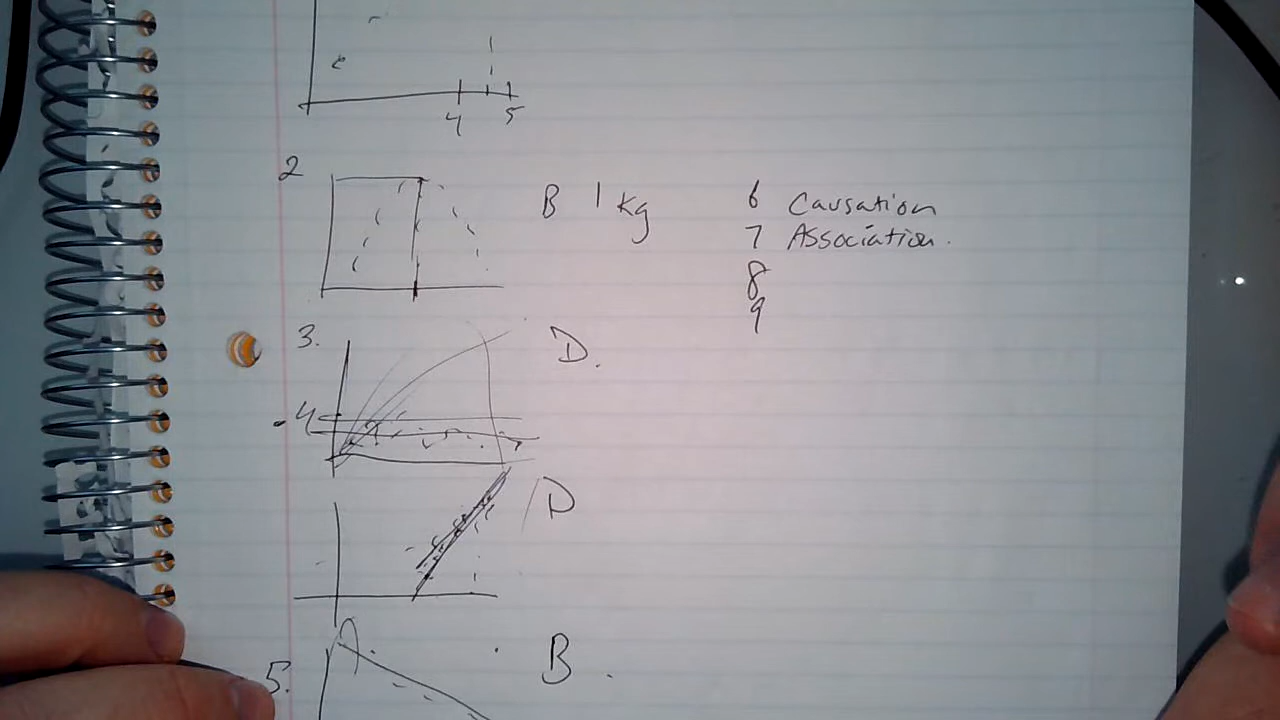 4 5
2
B 1 kg
3.
D.
-4
D
5.
A.
B.
6 Causation
7 Association.
8
9